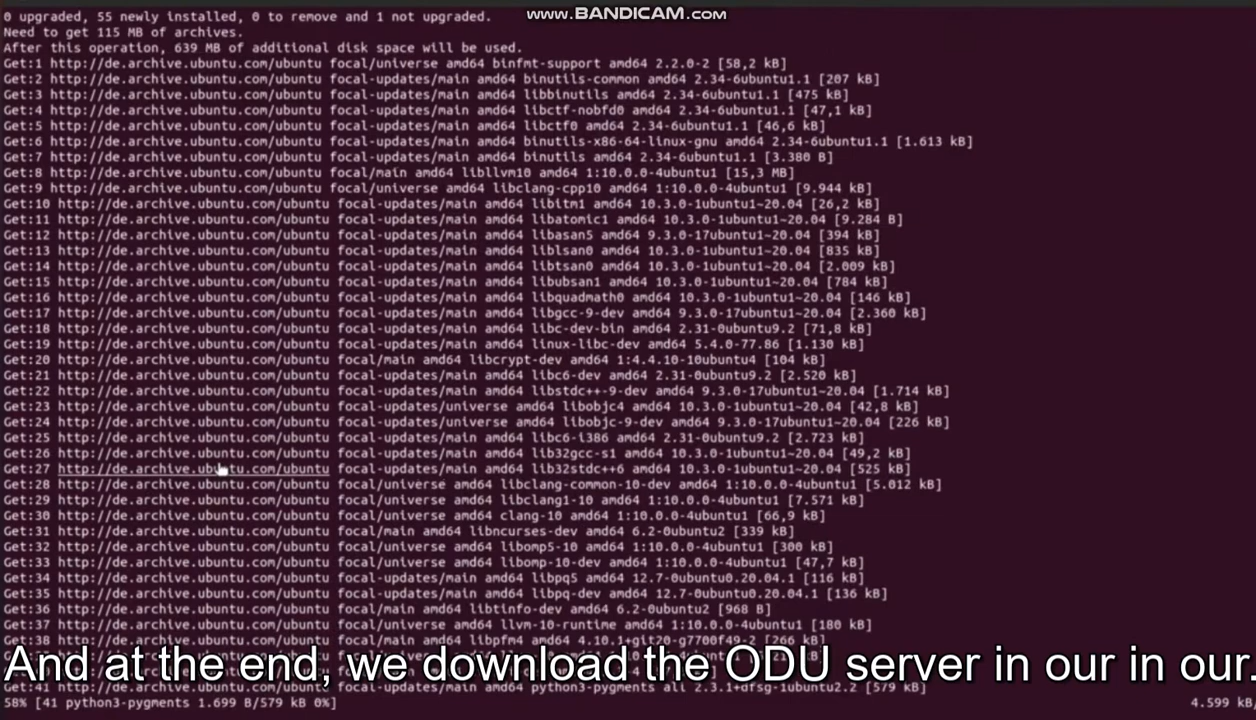 www.BANDICAM.com
0 upgraded, 55 newly installed, 0 to remove and 1 not upgraded.
Need to get 115 MB of archives.
After this operation, 639 MB of additional disk space will be used.
Get:1 http://de.archive.ubuntu.com/ubuntu focal/universe amd64 binfmt-support amd64 2.2.0-2 [58,2 kB]
Get:2 http://de.archive.ubuntu.com/ubuntu focal-updates/main amd64 binutils-common amd64 2.34-6ubuntu1.1 [207 kB]
Get:3 http://de.archive.ubuntu.com/ubuntu focal-updates/main amd64 libbinutils amd64 2.34-6ubuntu1.1 [475 kB]
Get:4 http://de.archive.ubuntu.com/ubuntu focal-updates/main amd64 libctf-nobfd0 amd64 2.34-6ubuntu1.1 [47,1 kB]
Get:5 http://de.archive.ubuntu.com/ubuntu focal-updates/main amd64 libctf0 amd64 2.34-6ubuntu1.1 [46,6 kB]
Get:6 http://de.archive.ubuntu.com/ubuntu focal-updates/main amd64 binutils-x86-64-linux-gnu amd64 2.34-6ubuntu1.1 [1.613 kB]
Get:7 http://de.archive.ubuntu.com/ubuntu focal-updates/main amd64 binutils amd64 2.34-6ubuntu1.1 [3.380 B]
Get:8 http://de.archive.ubuntu.com/ubuntu focal/main amd64 libllvm10 amd64 1:10.0.0-4ubuntu1 [15,3 MB]
Get:9 http://de.archive.ubuntu.com/ubuntu focal/universe amd64 libclang-cpp10 amd64 1:10.0.0-4ubuntu1 [9.944 kB]
Get:10 http://de.archive.ubuntu.com/ubuntu focal-updates/main amd64 libitm1 amd64 10.3.0-1ubuntu1~20.04 [26,2 kB]
Get:11 http://de.archive.ubuntu.com/ubuntu focal-updates/main amd64 libatomic1 amd64 10.3.0-1ubuntu1~20.04 [9.284 B]
Get:12 http://de.archive.ubuntu.com/ubuntu focal-updates/main amd64 libasan5 amd64 9.3.0-17ubuntu1~20.04 [394 kB]
Get:13 http://de.archive.ubuntu.com/ubuntu focal-updates/main amd64 liblsan0 amd64 10.3.0-1ubuntu1~20.04 [835 kB]
Get:14 http://de.archive.ubuntu.com/ubuntu focal-updates/main amd64 libtsan0 amd64 10.3.0-1ubuntu1~20.04 [2.009 kB]
Get:15 http://de.archive.ubuntu.com/ubuntu focal-updates/main amd64 libubsan1 amd64 10.3.0-1ubuntu1~20.04 [784 kB]
Get:16 http://de.archive.ubuntu.com/ubuntu focal-updates/main amd64 libquadmath0 amd64 10.3.0-1ubuntu1~20.04 [146 kB]
Get:17 http://de.archive.ubuntu.com/ubuntu focal-updates/main amd64 libgcc-9-dev amd64 9.3.0-17ubuntu1~20.04 [2.360 kB]
Get:18 http://de.archive.ubuntu.com/ubuntu focal-updates/main amd64 libc-dev-bin amd64 2.31-0ubuntu9.2 [71,8 kB]
Get:19 http://de.archive.ubuntu.com/ubuntu focal-updates/main amd64 linux-libc-dev amd64 5.4.0-77.86 [1.130 kB]
Get:20 http://de.archive.ubuntu.com/ubuntu focal/main amd64 libcrypt-dev amd64 1:4.4.10-10ubuntu4 [104 kB]
Get:21 http://de.archive.ubuntu.com/ubuntu focal-updates/main amd64 libc6-dev amd64 2.31-0ubuntu9.2 [2.520 kB]
Get:22 http://de.archive.ubuntu.com/ubuntu focal-updates/main amd64 libstdc++-9-dev amd64 9.3.0-17ubuntu1~20.04 [1.714 kB]
Get:23 http://de.archive.ubuntu.com/ubuntu focal-updates/universe amd64 libobjc4 amd64 10.3.0-1ubuntu1~20.04 [42,8 kB]
Get:24 http://de.archive.ubuntu.com/ubuntu focal-updates/universe amd64 libobjc-9-dev amd64 9.3.0-17ubuntu1~20.04 [226 kB]
Get:25 http://de.archive.ubuntu.com/ubuntu focal-updates/main amd64 libc6-i386 amd64 2.31-0ubuntu9.2 [2.723 kB]
Get:26 http://de.archive.ubuntu.com/ubuntu focal-updates/main amd64 lib32gcc-s1 amd64 10.3.0-1ubuntu1~20.04 [49,2 kB]
Get:27 http://de.archive.ubuntu.com/ubuntu focal-updates/main amd64 lib32stdc++6 amd64 10.3.0-1ubuntu1~20.04 [525 kB]
Get:28 http://de.archive.ubuntu.com/ubuntu focal/universe amd64 libclang-common-10-dev amd64 1:10.0.0-4ubuntu1 [5.012 kB]
Get:29 http://de.archive.ubuntu.com/ubuntu focal/universe amd64 libclang1-10 amd64 1:10.0.0-4ubuntu1 [7.571 kB]
Get:30 http://de.archive.ubuntu.com/ubuntu focal/universe amd64 clang-10 amd64 1:10.0.0-4ubuntu1 [66,9 kB]
Get:31 http://de.archive.ubuntu.com/ubuntu focal/main amd64 libncurses-dev amd64 6.2-0ubuntu2 [339 kB]
Get:32 http://de.archive.ubuntu.com/ubuntu focal/universe amd64 libomp5-10 amd64 1:10.0.0-4ubuntu1 [300 kB]
Get:33 http://de.archive.ubuntu.com/ubuntu focal/universe amd64 libomp-10-dev amd64 1:10.0.0-4ubuntu1 [47,7 kB]
Get:34 http://de.archive.ubuntu.com/ubuntu focal-updates/main amd64 libpq5 amd64 12.7-0ubuntu0.20.04.1 [116 kB]
Get:35 http://de.archive.ubuntu.com/ubuntu focal-updates/main amd64 libpq-dev amd64 12.7-0ubuntu0.20.04.1 [136 kB]
Get:36 http://de.archive.ubuntu.com/ubuntu focal/main amd64 libtinfo-dev amd64 6.2-0ubuntu2 [968 B]
Get:37 http://de.archive.ubuntu.com/ubuntu focal/universe amd64 llvm-10-runtime amd64 1:10.0.0-4ubuntu1 [180 kB]
Get:38 http://de.archive.ubuntu.com/ubuntu focal/main amd64 libpfm4 amd64 4.10.1+git20-g7700f49-2 [266 kB]
And at the end, we download the ODU server in our in our.
Get:41 http://de.archive.ubuntu.com/ubuntu focal-updates/main amd64 python3-pygments all 2.3.1+dfsg-1ubuntu2.2 [579 kB]
58% [41 python3-pygments 1.699 B/579 kB 0%] 4.599 kB